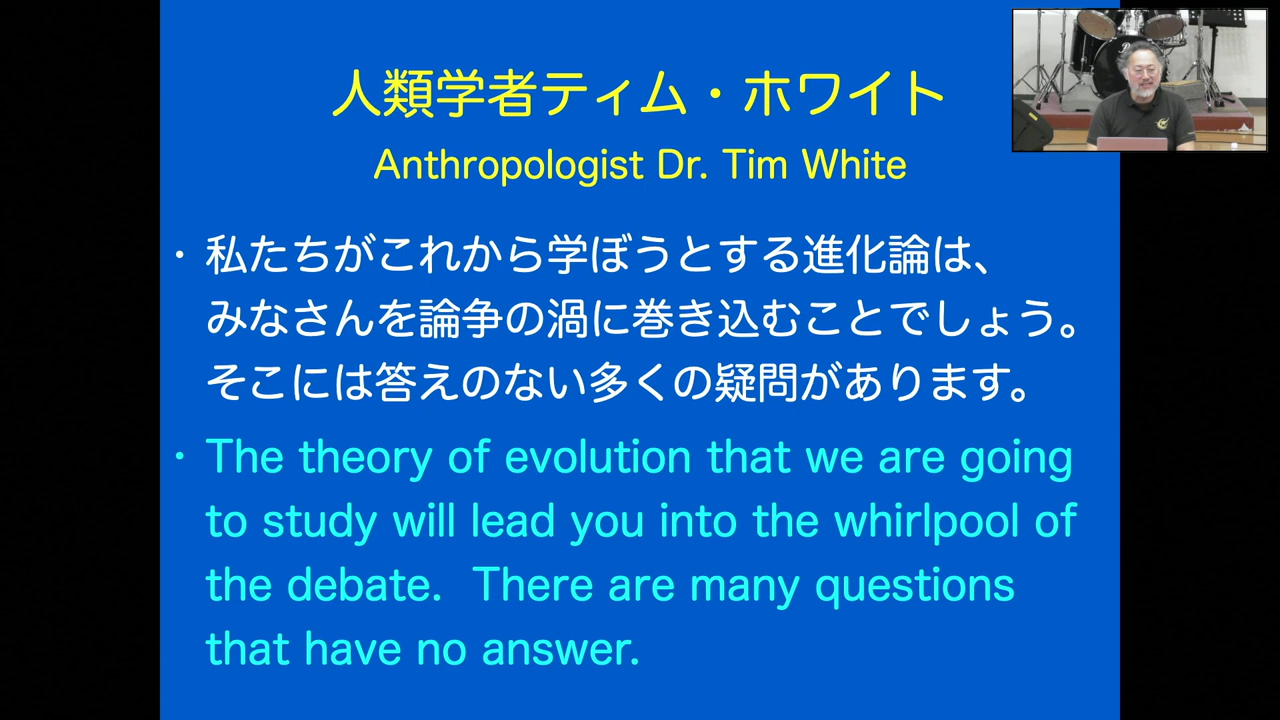 人類学者ティム・ホワイト
Anthropologist Dr. Tim White
・私たちがこれから学ぼうとする進化論は、
みなさんを論争の渦に巻き込むことでしょう。
そこには答えのない多くの疑問があります。
・The theory of evolution that we are going
to study will lead you into the whirlpool of
the debate.  There are many questions
that have no answer.